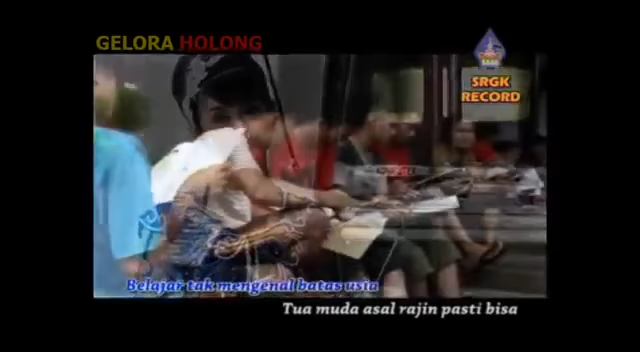 GELORA HOLONG
SRGK
RECORD
Belajar tak mengenal batas usia
Tua muda asal rajin pasti bisa